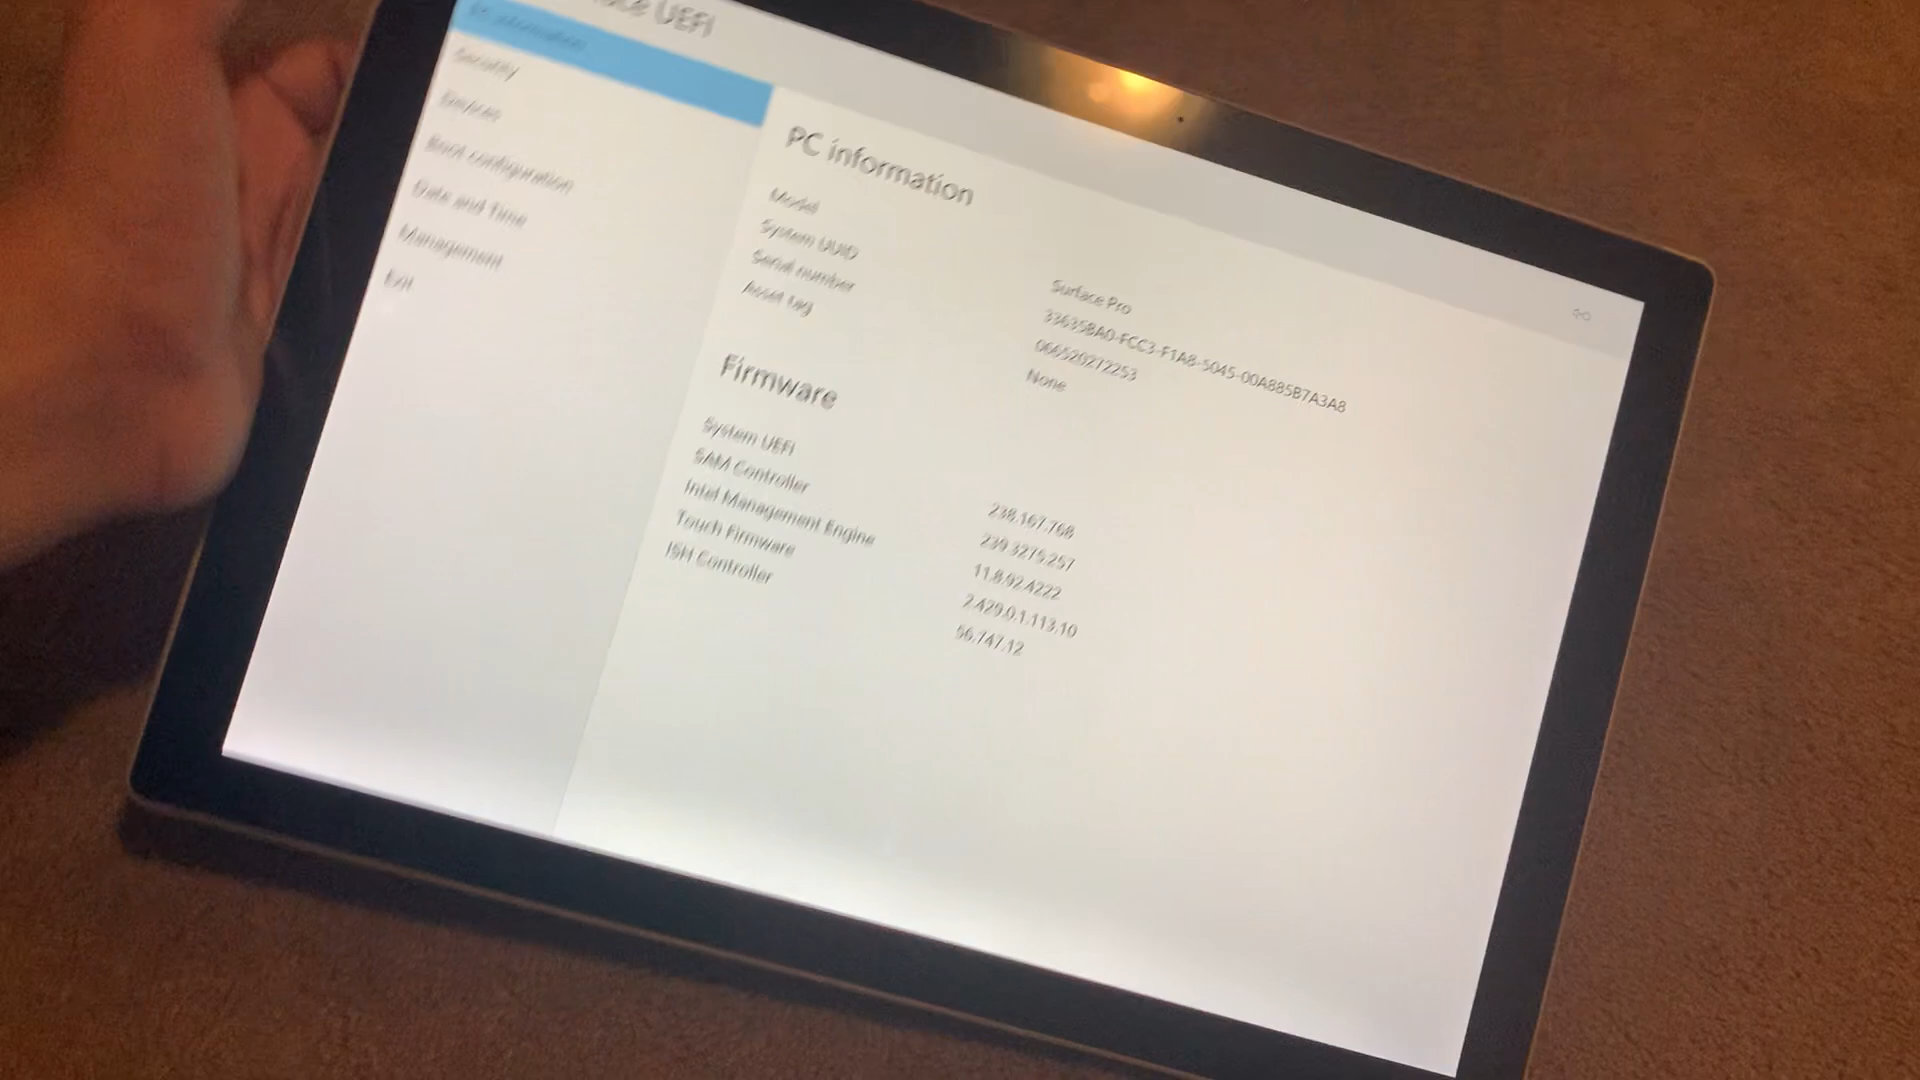 UEFI
PC information
Security
Devices
Boot configuration
Date and Time
Management
Exit
PC information
Model
Surface Pro
System UUID
33635BA0-FCC3-F1A8-5045-00A885B7A3A8
Serial number
066520272253
Asset tag
None
Firmware
System UEFI
238.167.768
SAM Controller
239.3275.257
Intel Management Engine
11.8.92.4222
Touch Firmware
2.429.0.1.113.10
ISH Controller
56.747.12